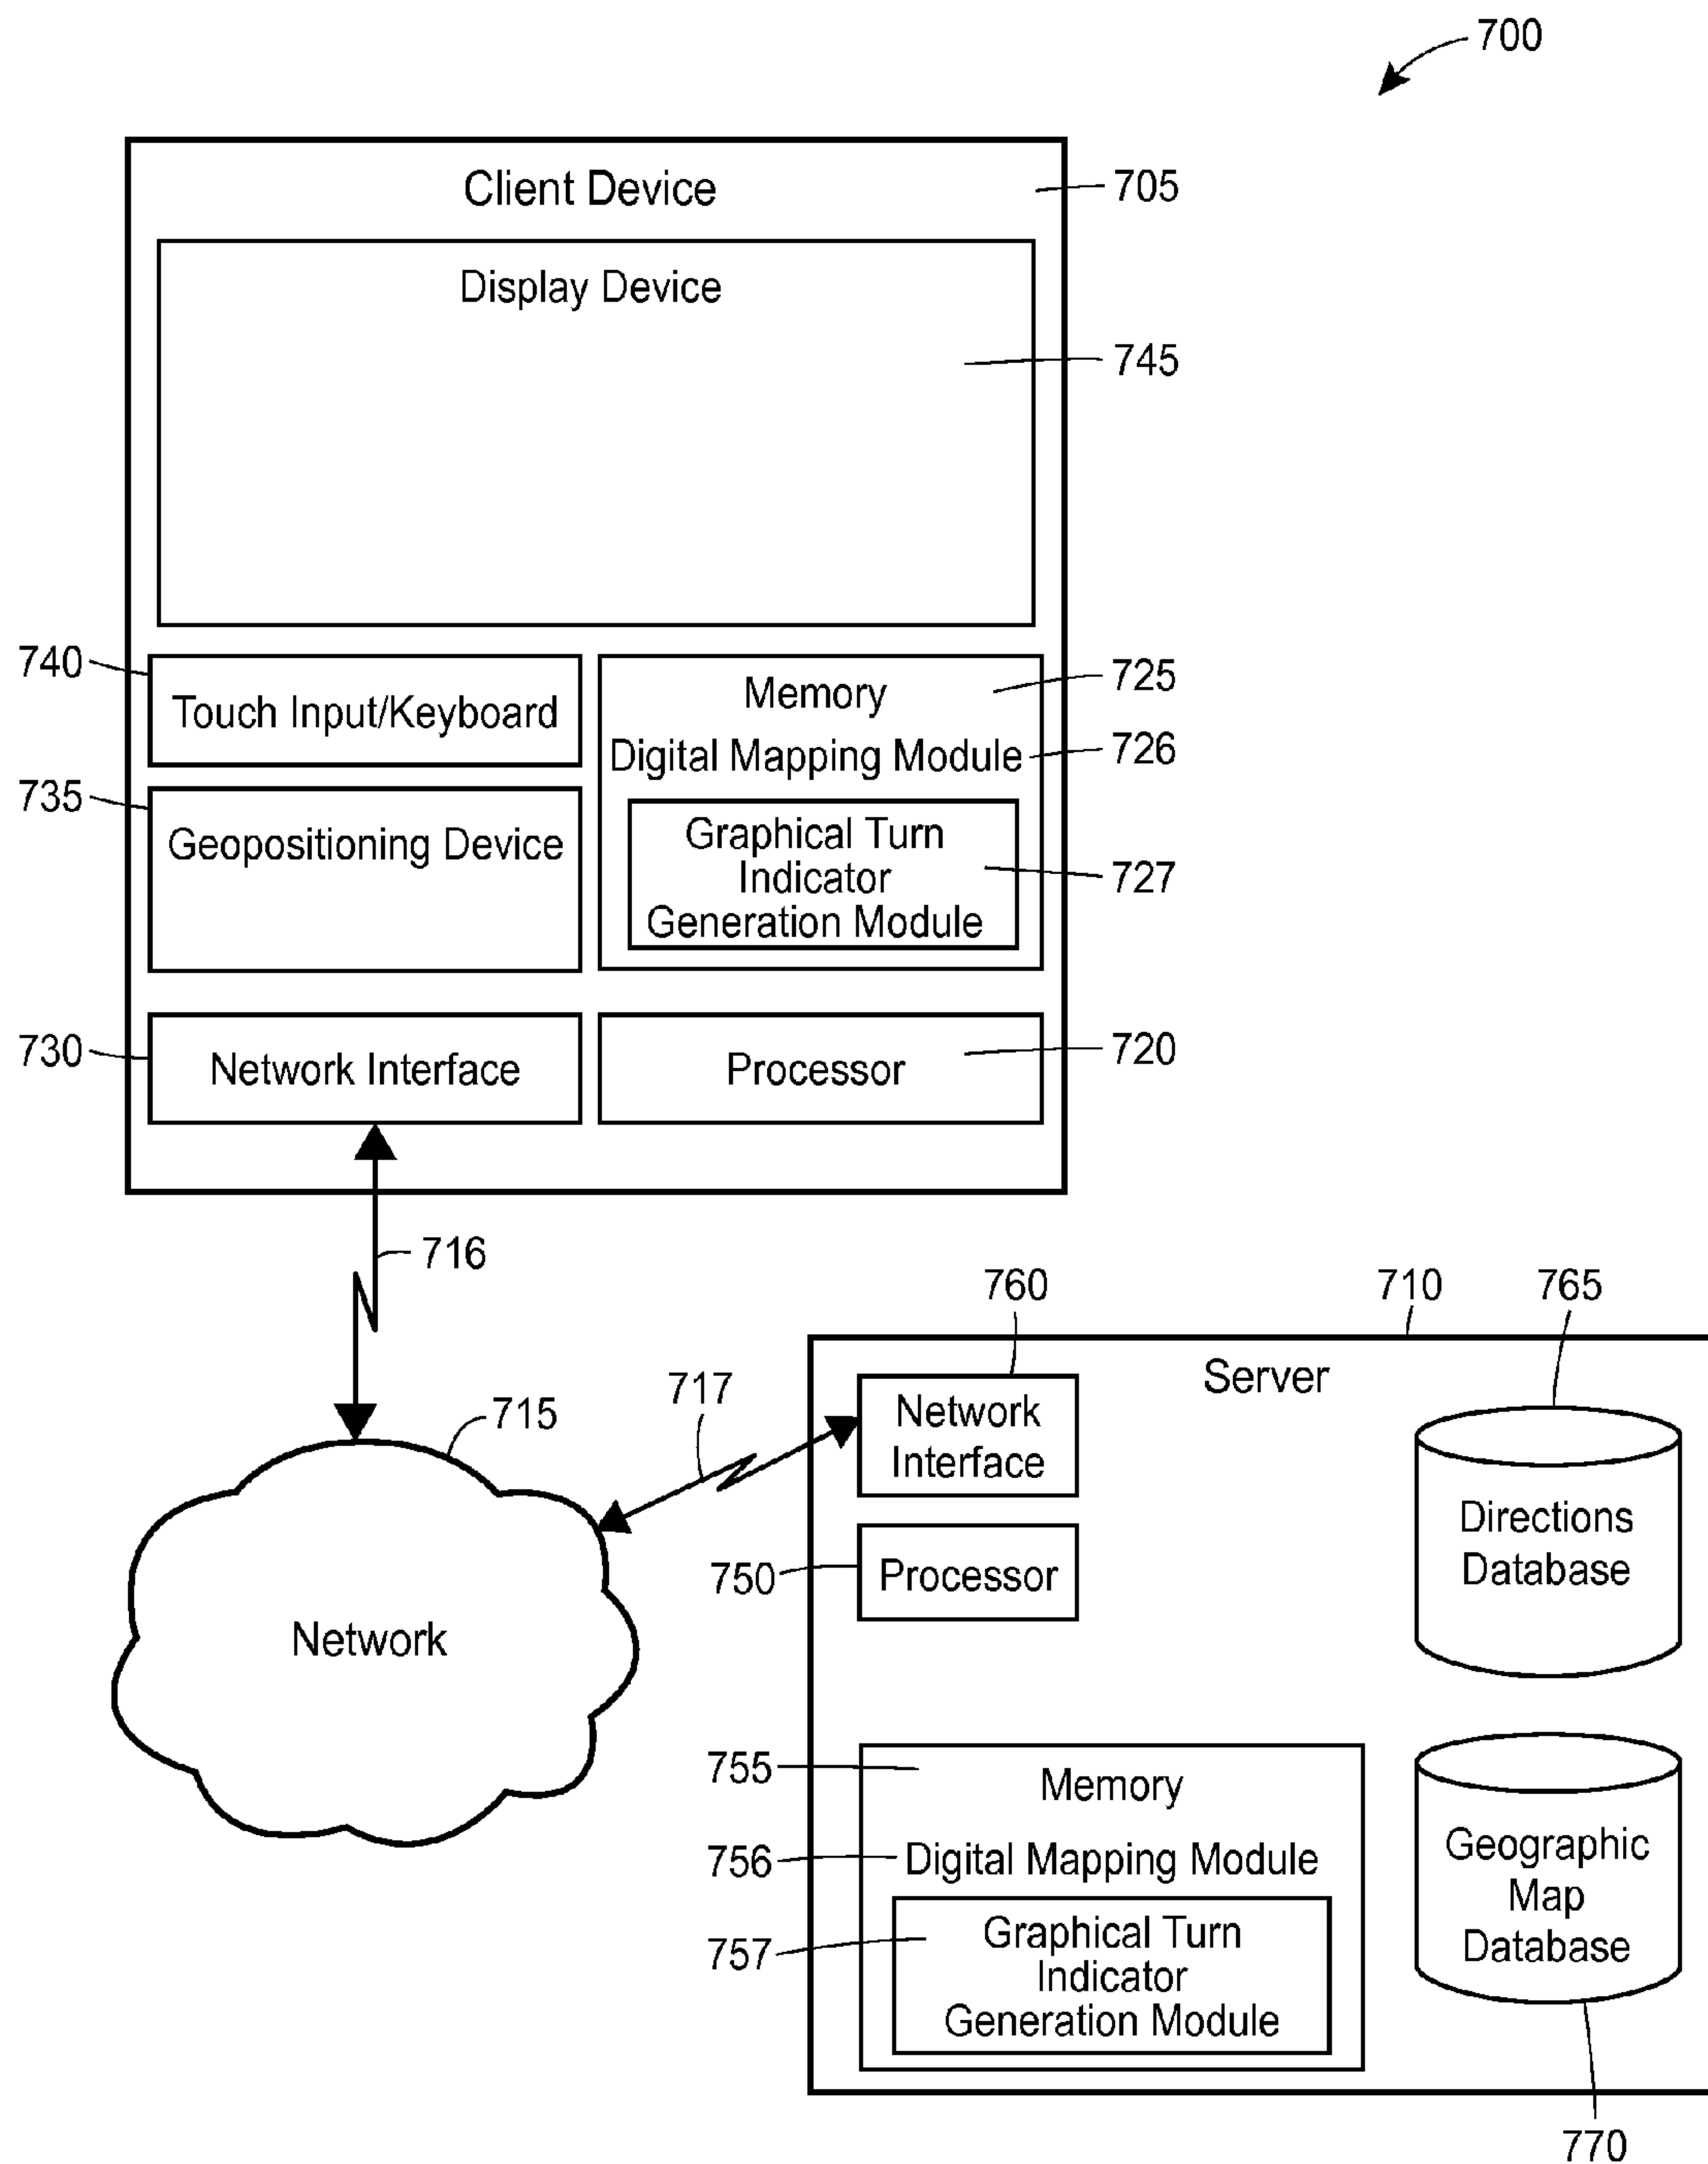 700
Client Device
705
Display Device
745
740
Touch Input/Keyboard
Memory
725
Digital Mapping Module
726
735
Geopositioning Device
Graphical Turn
Indicator
Generation Module
727
730
Network Interface
Processor
720
716
760
710
765
Server
717
715
Network
Interface
Directions
Database
750
Processor
Network
755
Memory
756
Digital Mapping Module
Geographic
Map
Database
757
Graphical Turn
Indicator
Generation Module
770